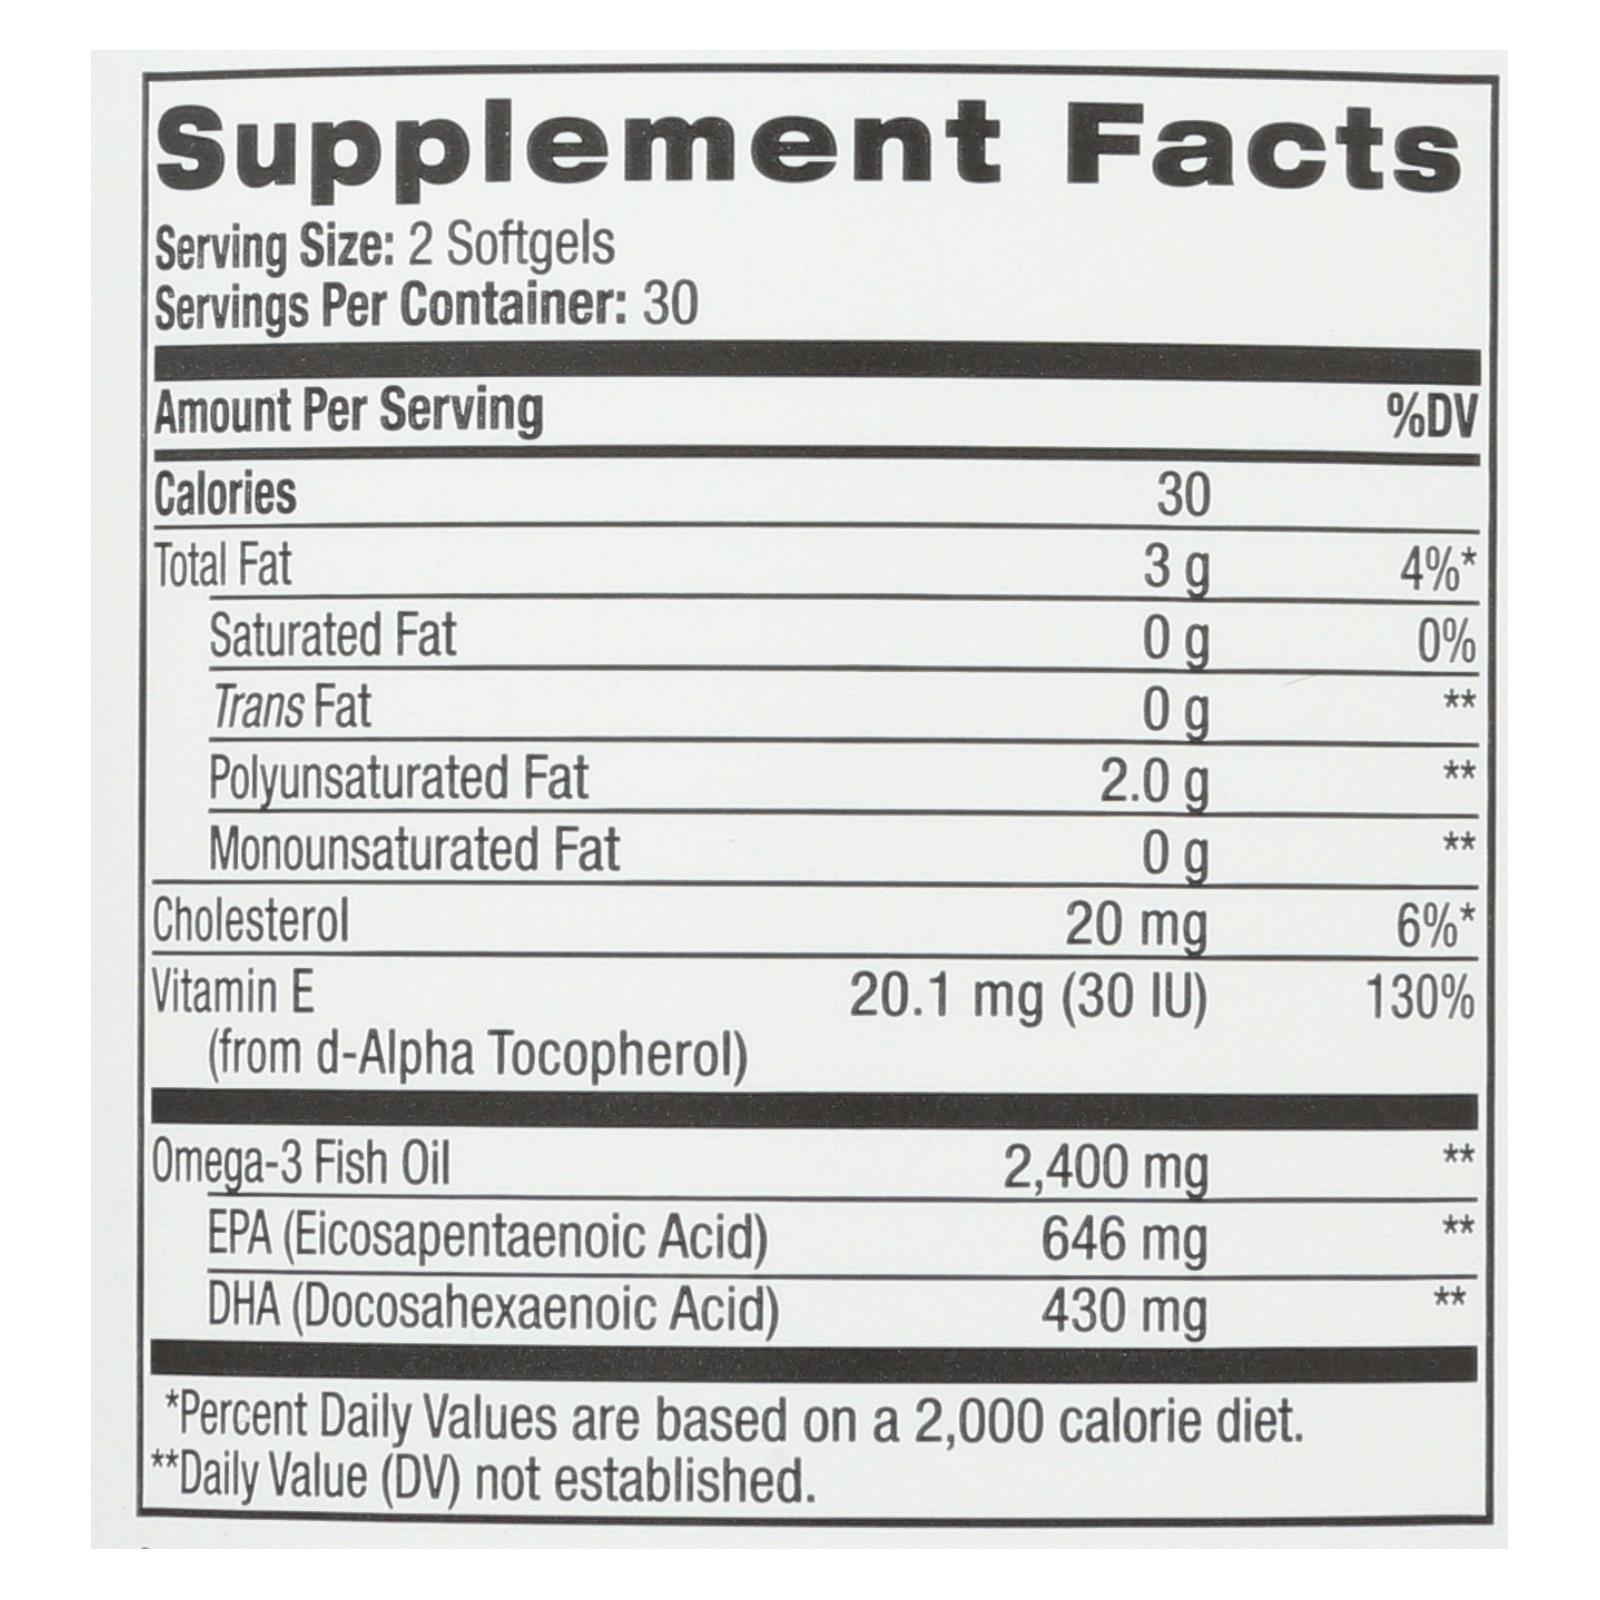 Supplement Facts
Serving Size: 2 Softgels
Servings Per Container: 30
Amount Per Serving %DV
Calories 30
Total Fat 3 g 4%*
Saturated Fat 0 g 0%
Trans Fat 0 g **
Polyunsaturated Fat 2.0 g **
Monounsaturated Fat 0 g **
Cholesterol 20 mg 6%*
Vitamin E 20.1 mg (30 IU) 130%
(from d-Alpha Tocopherol)
Omega-3 Fish Oil 2,400 mg **
EPA (Eicosapentaenoic Acid) 646 mg **
DHA (Docosahexaenoic Acid) 430 mg **
*Percent Daily Values are based on a 2,000 calorie diet.
**Daily Value (DV) not established.